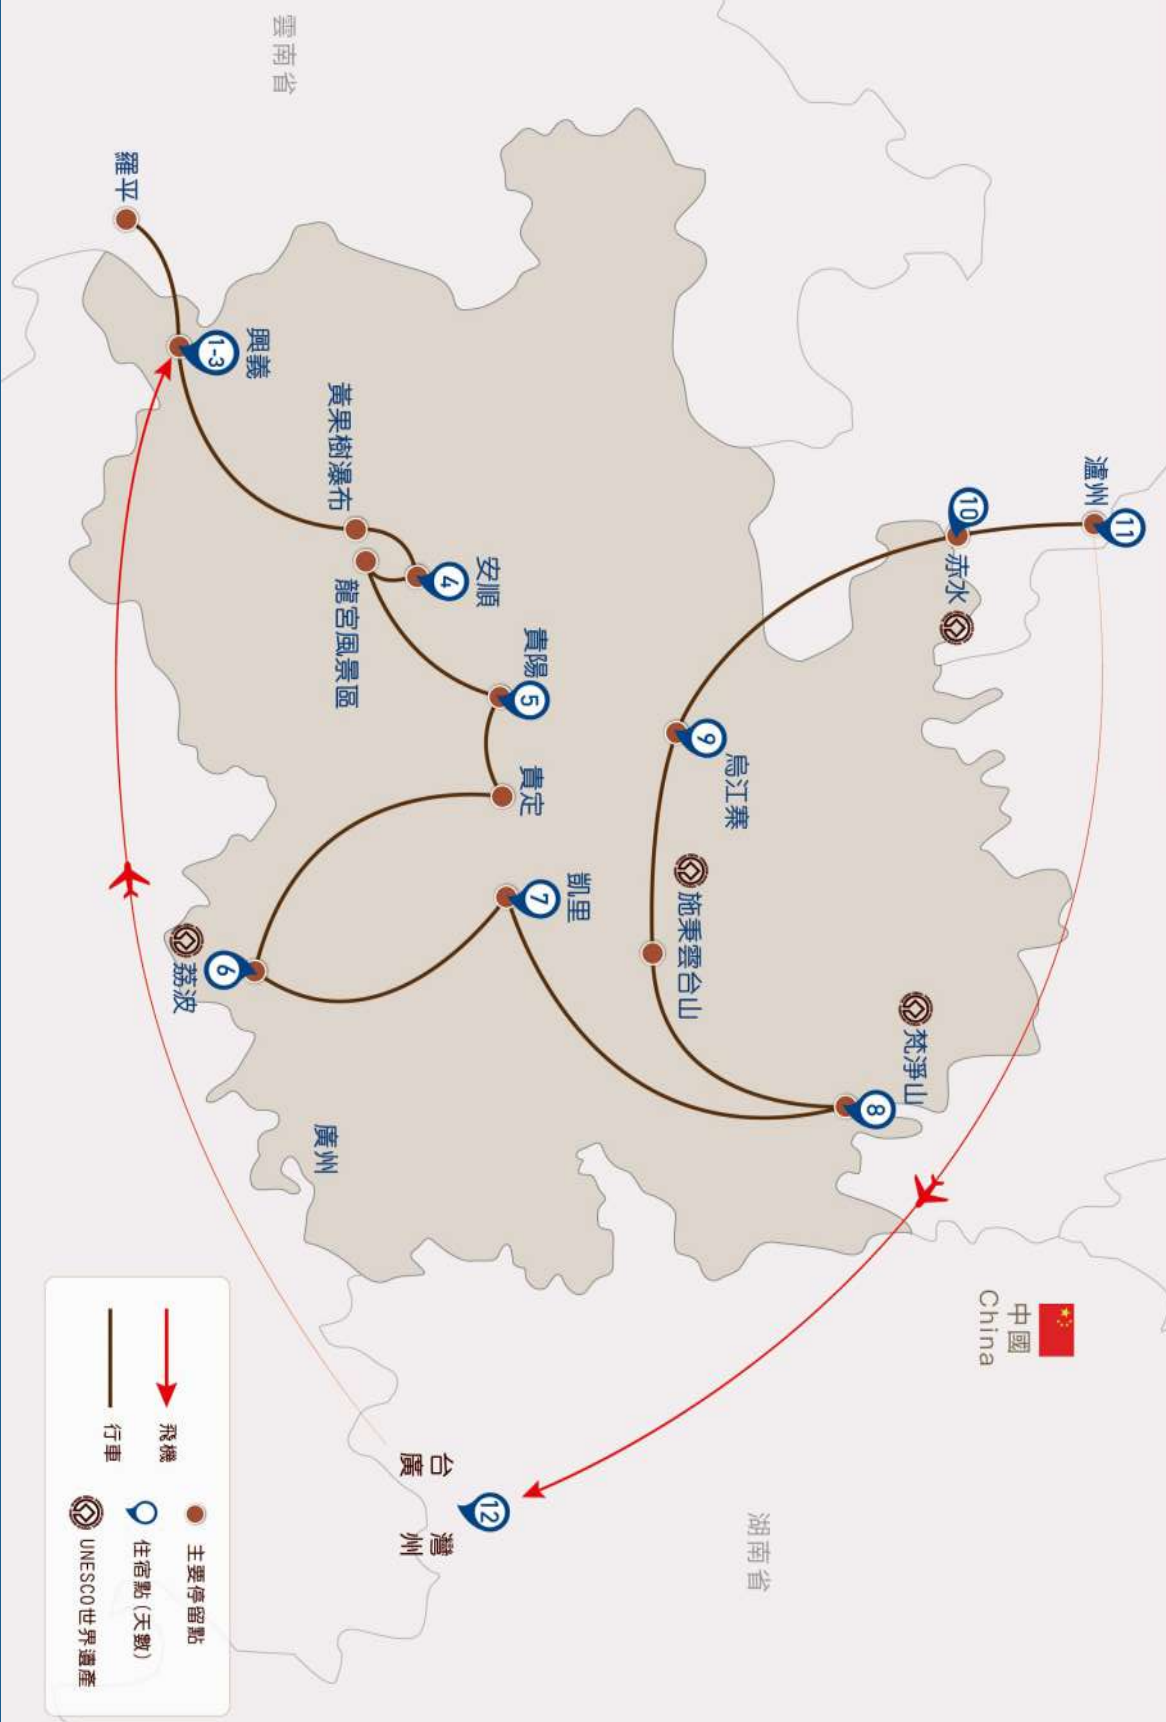 雲南省
瀘州
11
10
赤水
烏江寨
9
施秉雲台山
梵淨山
8
中國
China
湖南省
凱里
7
貴陽
5
貴定
安順
4
黃果樹瀑布
龍宮風景區
興義
1-3
羅平
荔波
6
廣州
台灣
廣州
12
飛機
行車
主要停留點
住宿點(天數)
UNESCO世界遺產